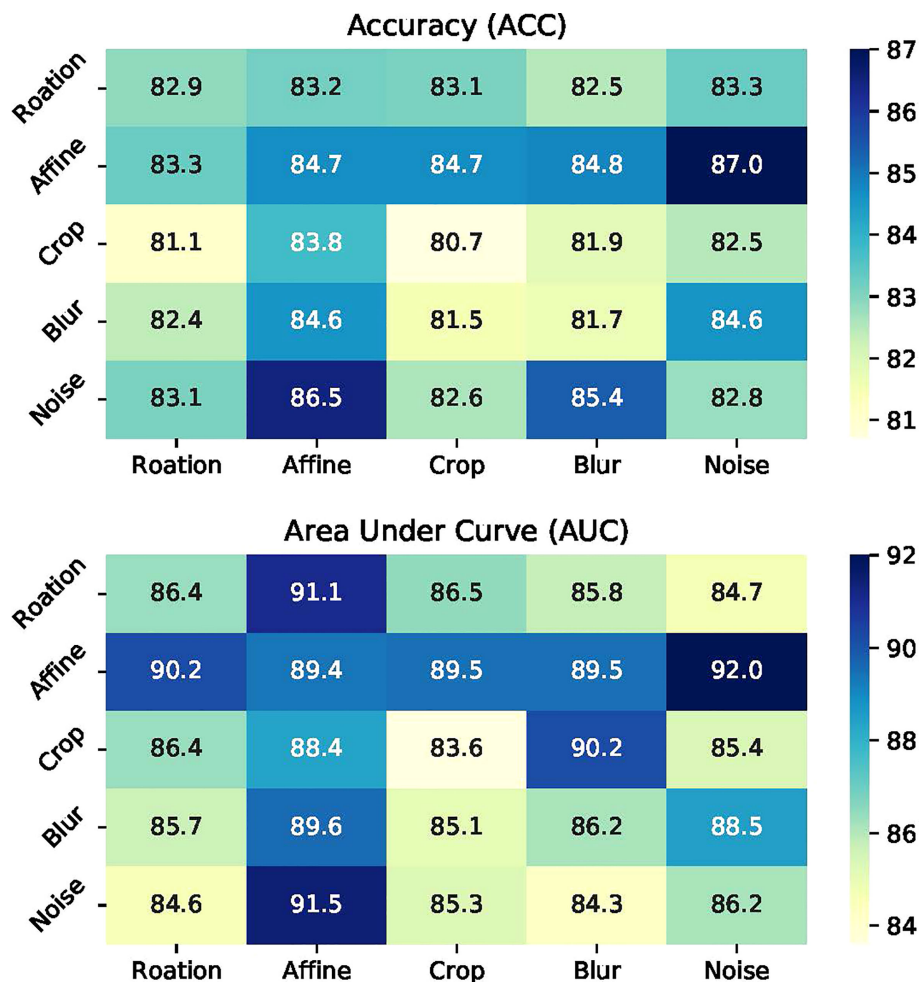 Accuracy (ACC)
Roation 82.9 83.2 83.1 82.5 83.3
Affine 83.3 84.7 84.7 84.8 87.0
Crop 81.1 83.8 80.7 81.9 82.5
Blur 82.4 84.6 81.5 81.7 84.6
Noise 83.1 86.5 82.6 85.4 82.8
Roation Affine Crop Blur Noise
87
86
85
84
83
82
81
Area Under Curve (AUC)
Roation 86.4 91.1 86.5 85.8 84.7
Affine 90.2 89.4 89.5 89.5 92.0
Crop 86.4 88.4 83.6 90.2 85.4
Blur 85.7 89.6 85.1 86.2 88.5
Noise 84.6 91.5 85.3 84.3 86.2
Roation Affine Crop Blur Noise
92
90
88
86
84